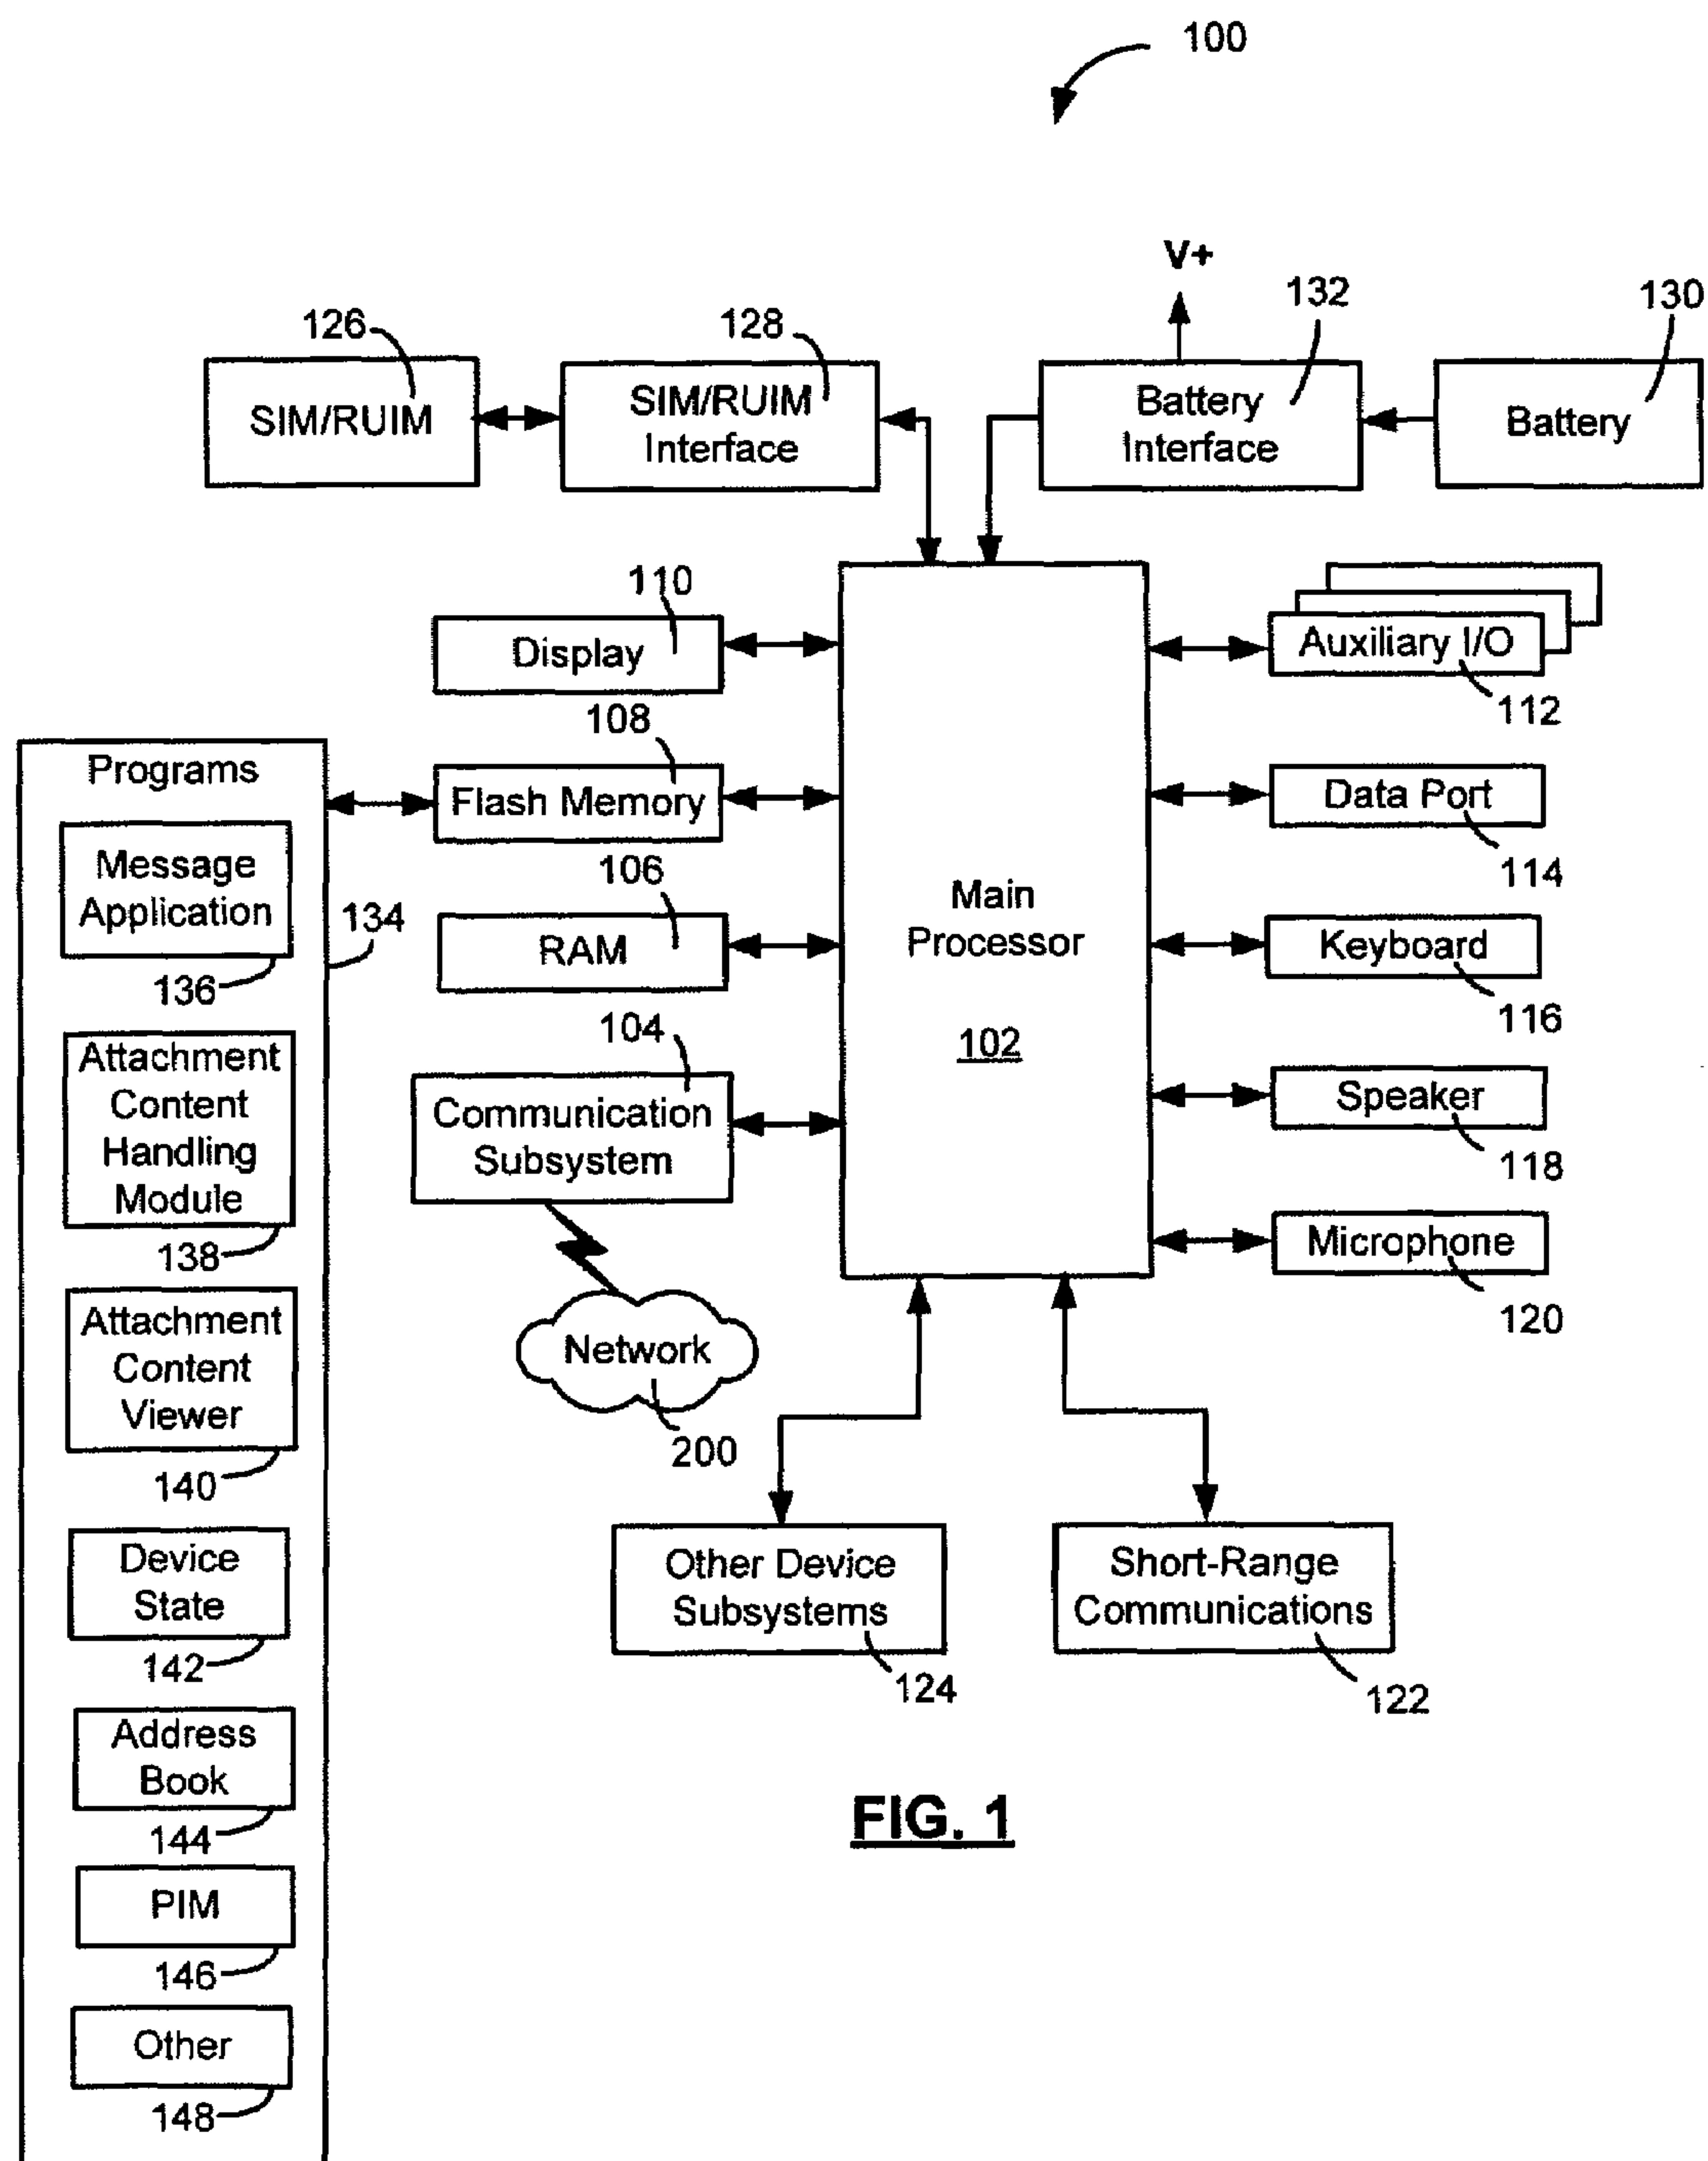 100
V+
126
128
132
130
SIM/RUIM
SIM/RUIM
Interface
Battery
Interface
Battery
110
Display
Auxiliary I/O
112
108
Programs
Flash Memory
Data Port
114
Message
Application
136
134
106
RAM
Main
Processor
102
Keyboard
116
104
Attachment
Content
Handling
Module
138
Communication
Subsystem
Speaker
118
Microphone
120
Attachment
Content
Viewer
140
Network
200
Device
State
142
Other Device
Subsystems
124
Short-Range
Communications
122
Address
Book
144
FIG. 1
PIM
146
Other
148